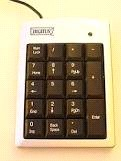 DIGITUS
Num Lock / * -
7 Home 8 ↑ 9 PgUp +
4 ← 5 6 →
1 End 2 ↓ 3 PgDn Enter
0 Ins Back Space . Del